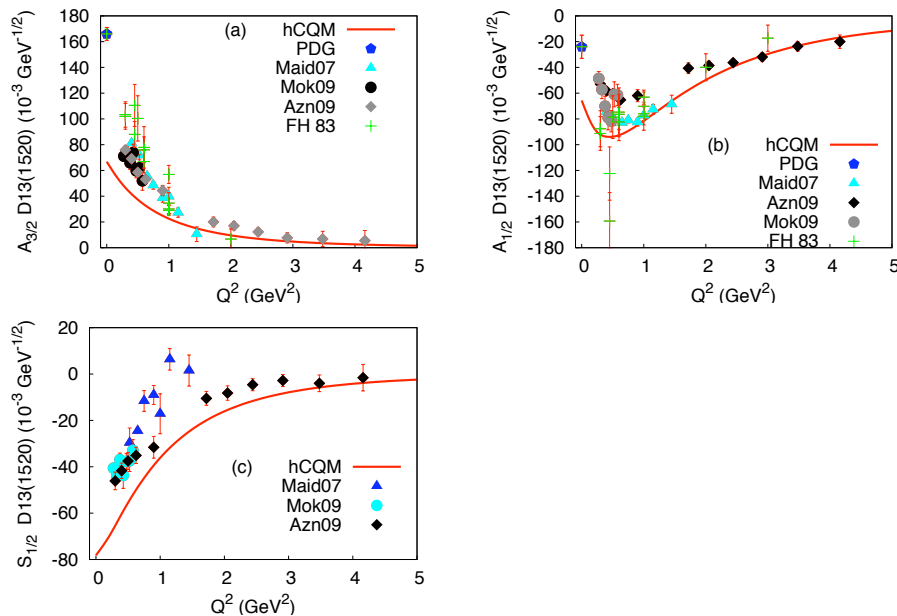 A3/2 D13(1520) (10-3 GeV-1/2)
180
160
140
120
100
80
60
40
20
0
(a)
hCQM
PDG
Maid07
Mok09
Azn09
FH 83
0 1 2 3 4 5
Q2 (GeV2)
A1/2 D13(1520) (10-3 GeV-1/2)
0
-20
-40
-60
-80
-100
-120
-140
-160
-180
(b)
hCQM
PDG
Maid07
Azn09
Mok09
FH 83
0 1 2 3 4 5
Q2 (GeV2)
S1/2 D13(1520) (10-3 GeV-1/2)
20
0
-20
-40
-60
-80
(c)
hCQM
Maid07
Mok09
Azn09
0 1 2 3 4 5
Q2 (GeV2)